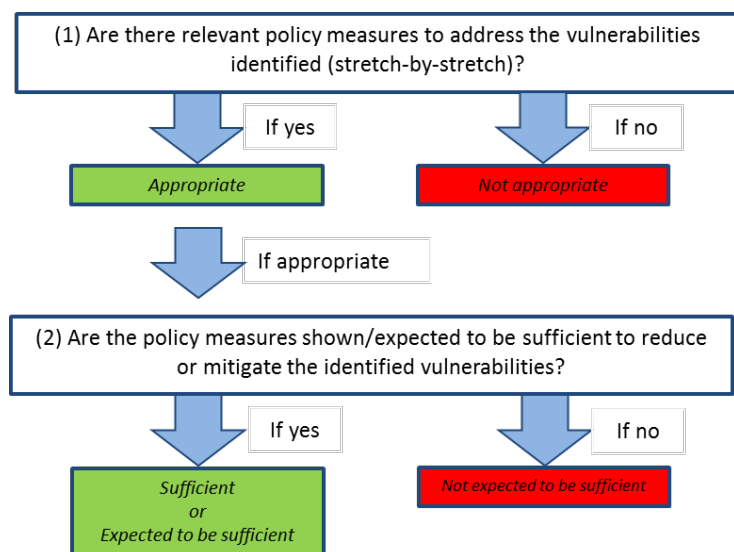 (1) Are there relevant policy measures to address the vulnerabilities
identified (stretch-by-stretch)?
If yes
If no
Appropriate
Not appropriate
If appropriate
(2) Are the policy measures shown/expected to be sufficient to reduce
or mitigate the identified vulnerabilities?
If yes
If no
Sufficient
or
Expected to be sufficient
Not expected to be sufficient